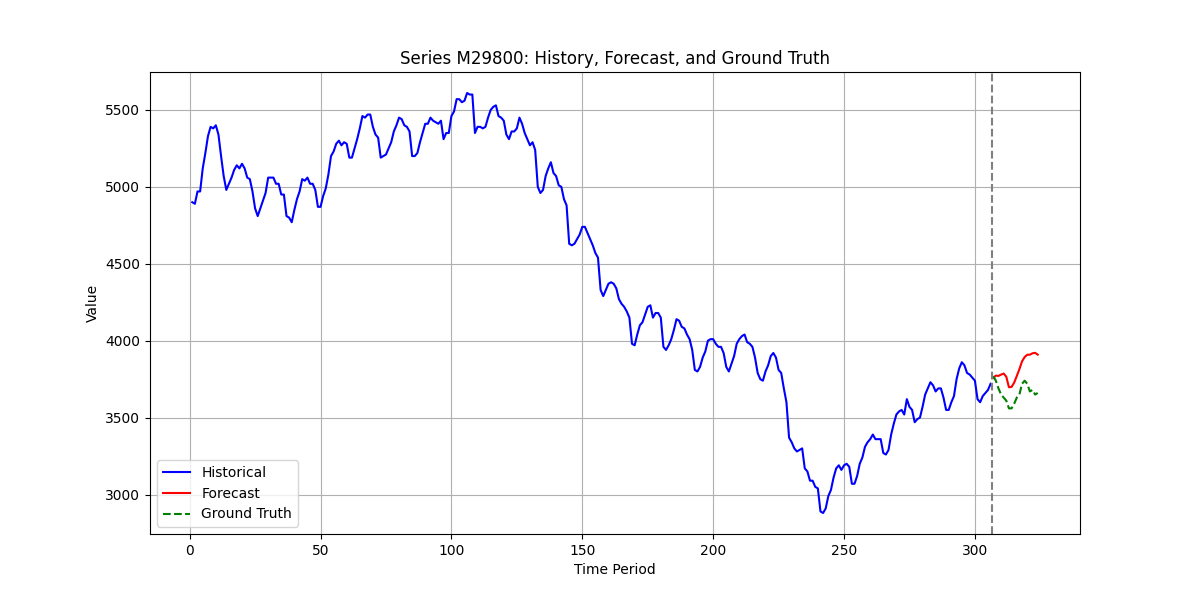 Series M29800: History, Forecast, and Ground Truth
5500
5000
4500
4000
3500
3000
Value
Historical
Forecast
Ground Truth
0 50 100 150 200 250 300
Time Period